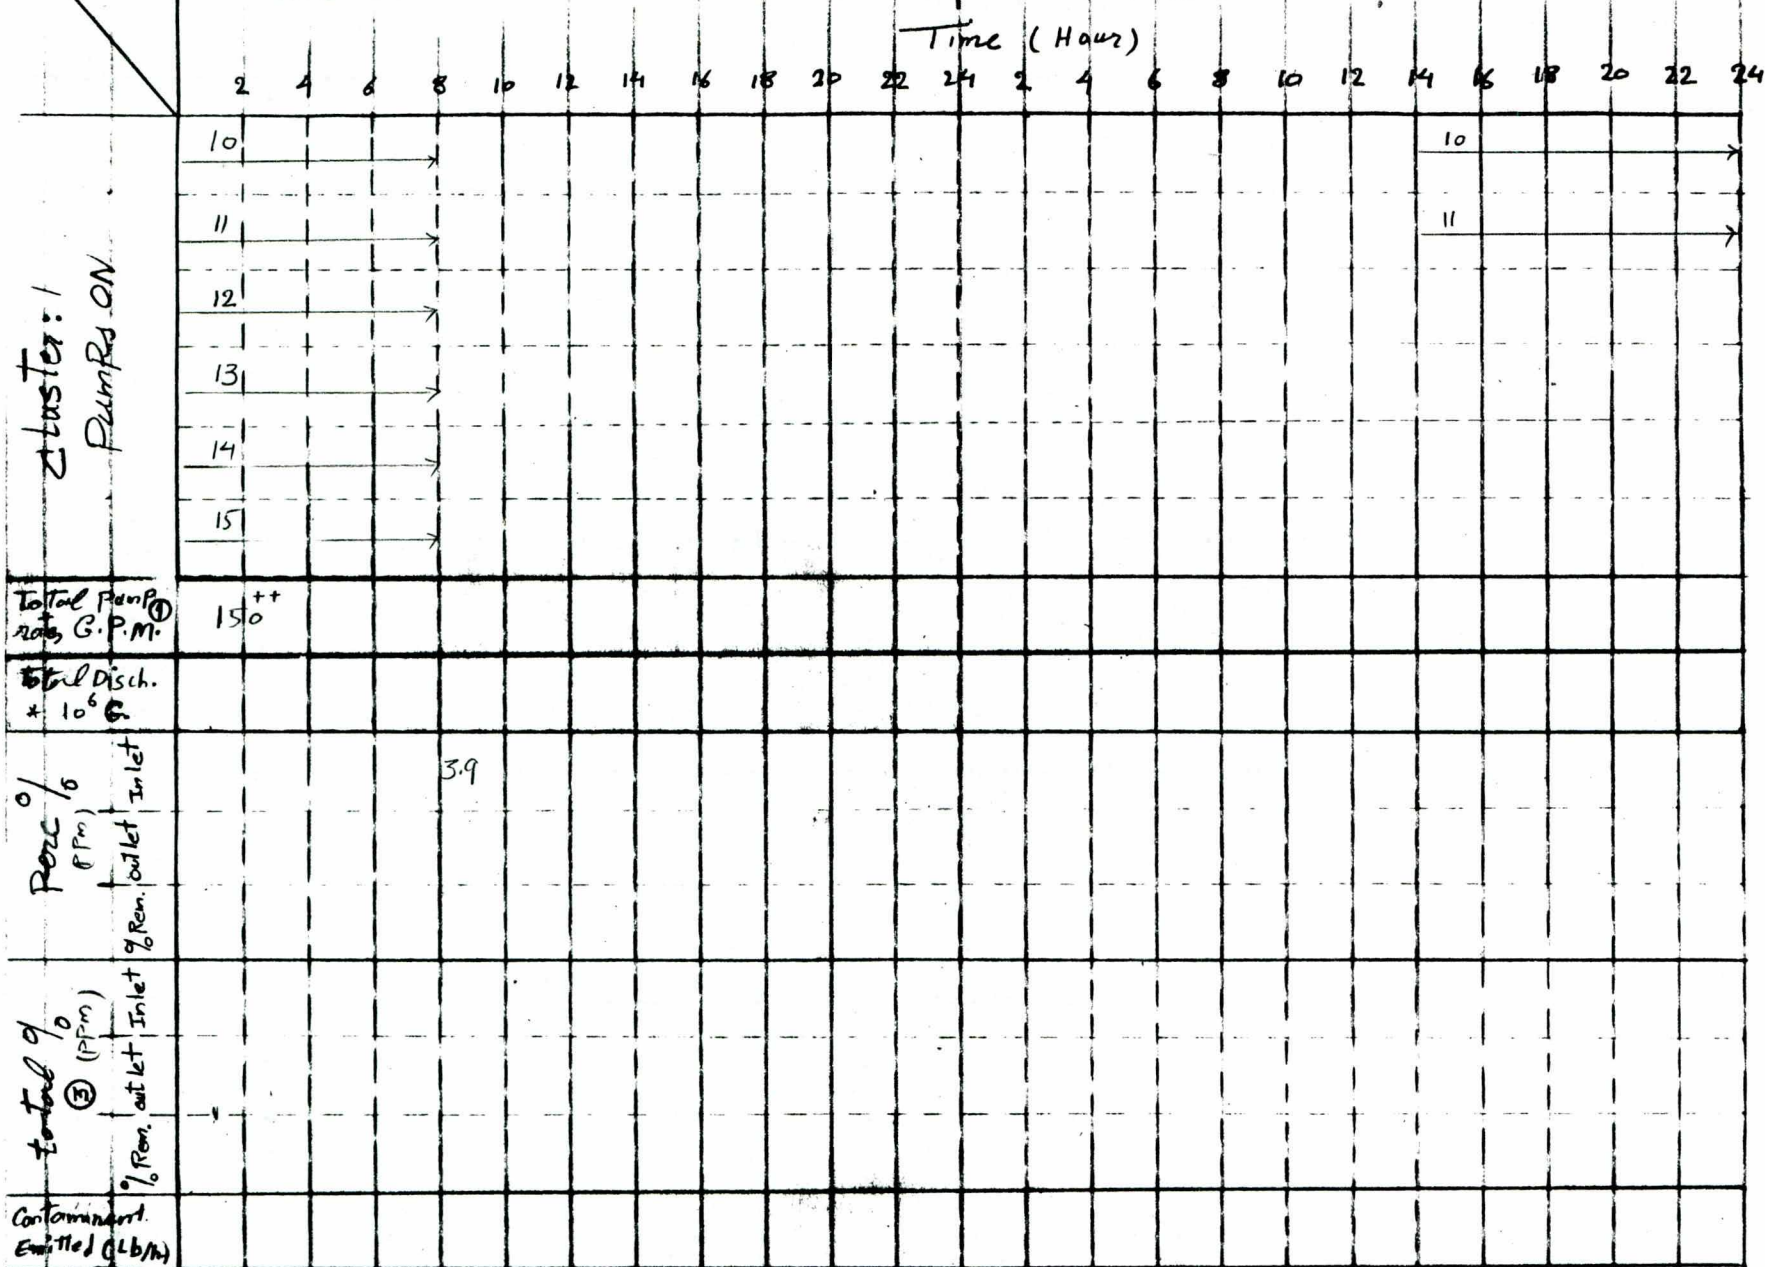 Time (Hour)
2 4 6 8 10 12 14 16 18 20 22 24 2 4 6 8 10 12 14 16 18 20 22 24
Cluster: 1
Pumps ON
10 10
11 11
12
13
14
15
Total Pump ①
rate, G.P.M.
150++
Total Disch.
* 10⁶ G
Perc %
(PPm)
Inlet
outlet
% Rem.
3.9
total %
③ (PPm)
Inlet
outlet
% Rem.
Contaminant
Emitted (Lb/hr)